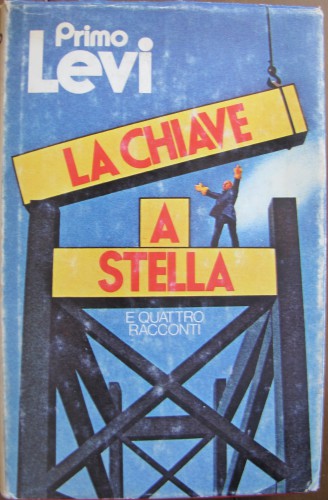 Primo
Levi
LA CHIAVE
A
STELLA
E QUATTRO
RACCONTI